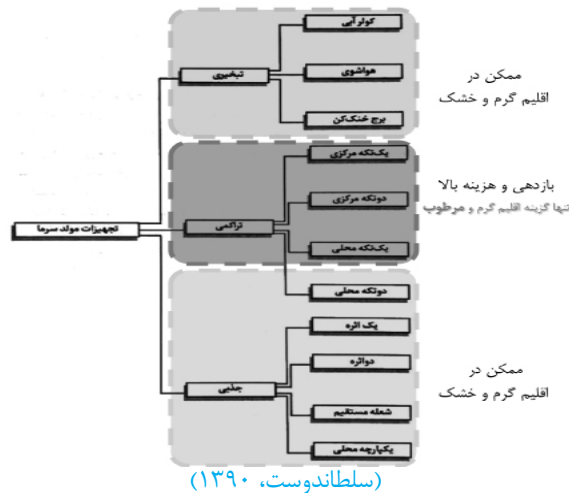 تجهیزات مولد سرما
تبخیری
کولر آبی
هواشوی
برج خنک‌کن
ممکن در
اقلیم گرم و خشک
تراکمی
یک‌تکه مرکزی
دوتکه مرکزی
یک‌تکه محلی
دوتکه محلی
بازدهی و هزینه بالا
تنها گزینه اقلیم گرم و مرطوب
جذبی
یک اثره
دواثره
شعله مستقیم
یکپارچه محلی
ممکن در
اقلیم گرم و خشک
(سلطاندوست، ۱۳۹۰)